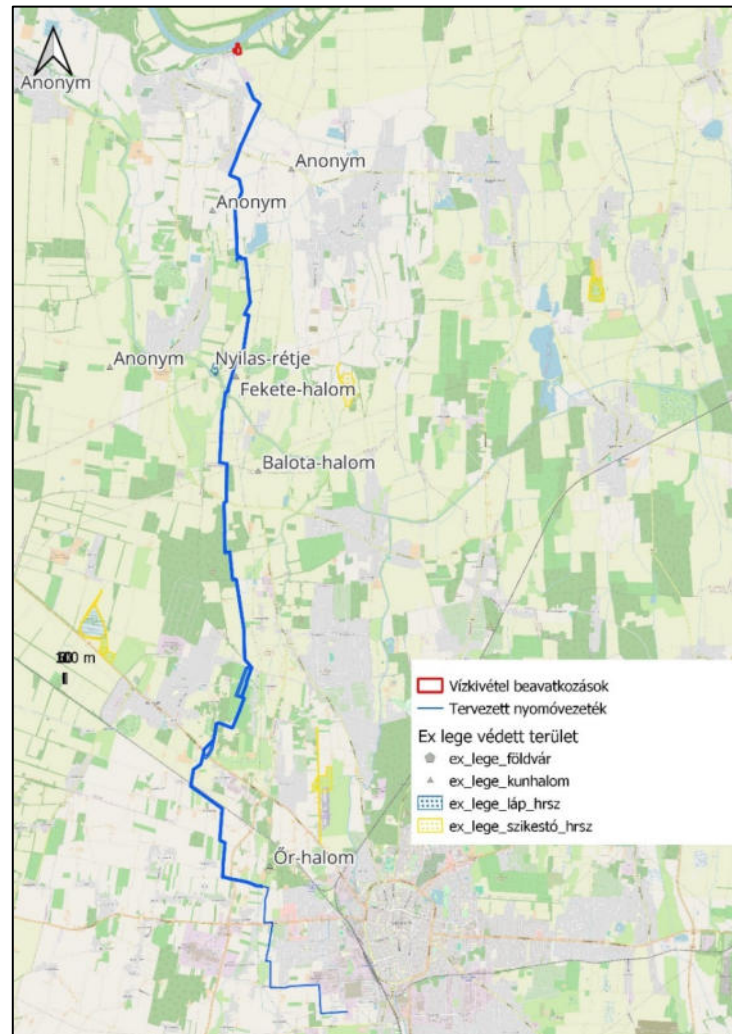 Anonym
Anonym
Anonym
Anonym
Nyilas-rétje
Fekete-halom
Balota-halom
Őr-halom
Vízkivétel beavatkozások
Tervezett nyomóvezeték
Ex lege védett terület
ex_lege_földvár
ex_lege_kunhalom
ex_lege_láp_hrsz
ex_lege_szikestó_hrsz